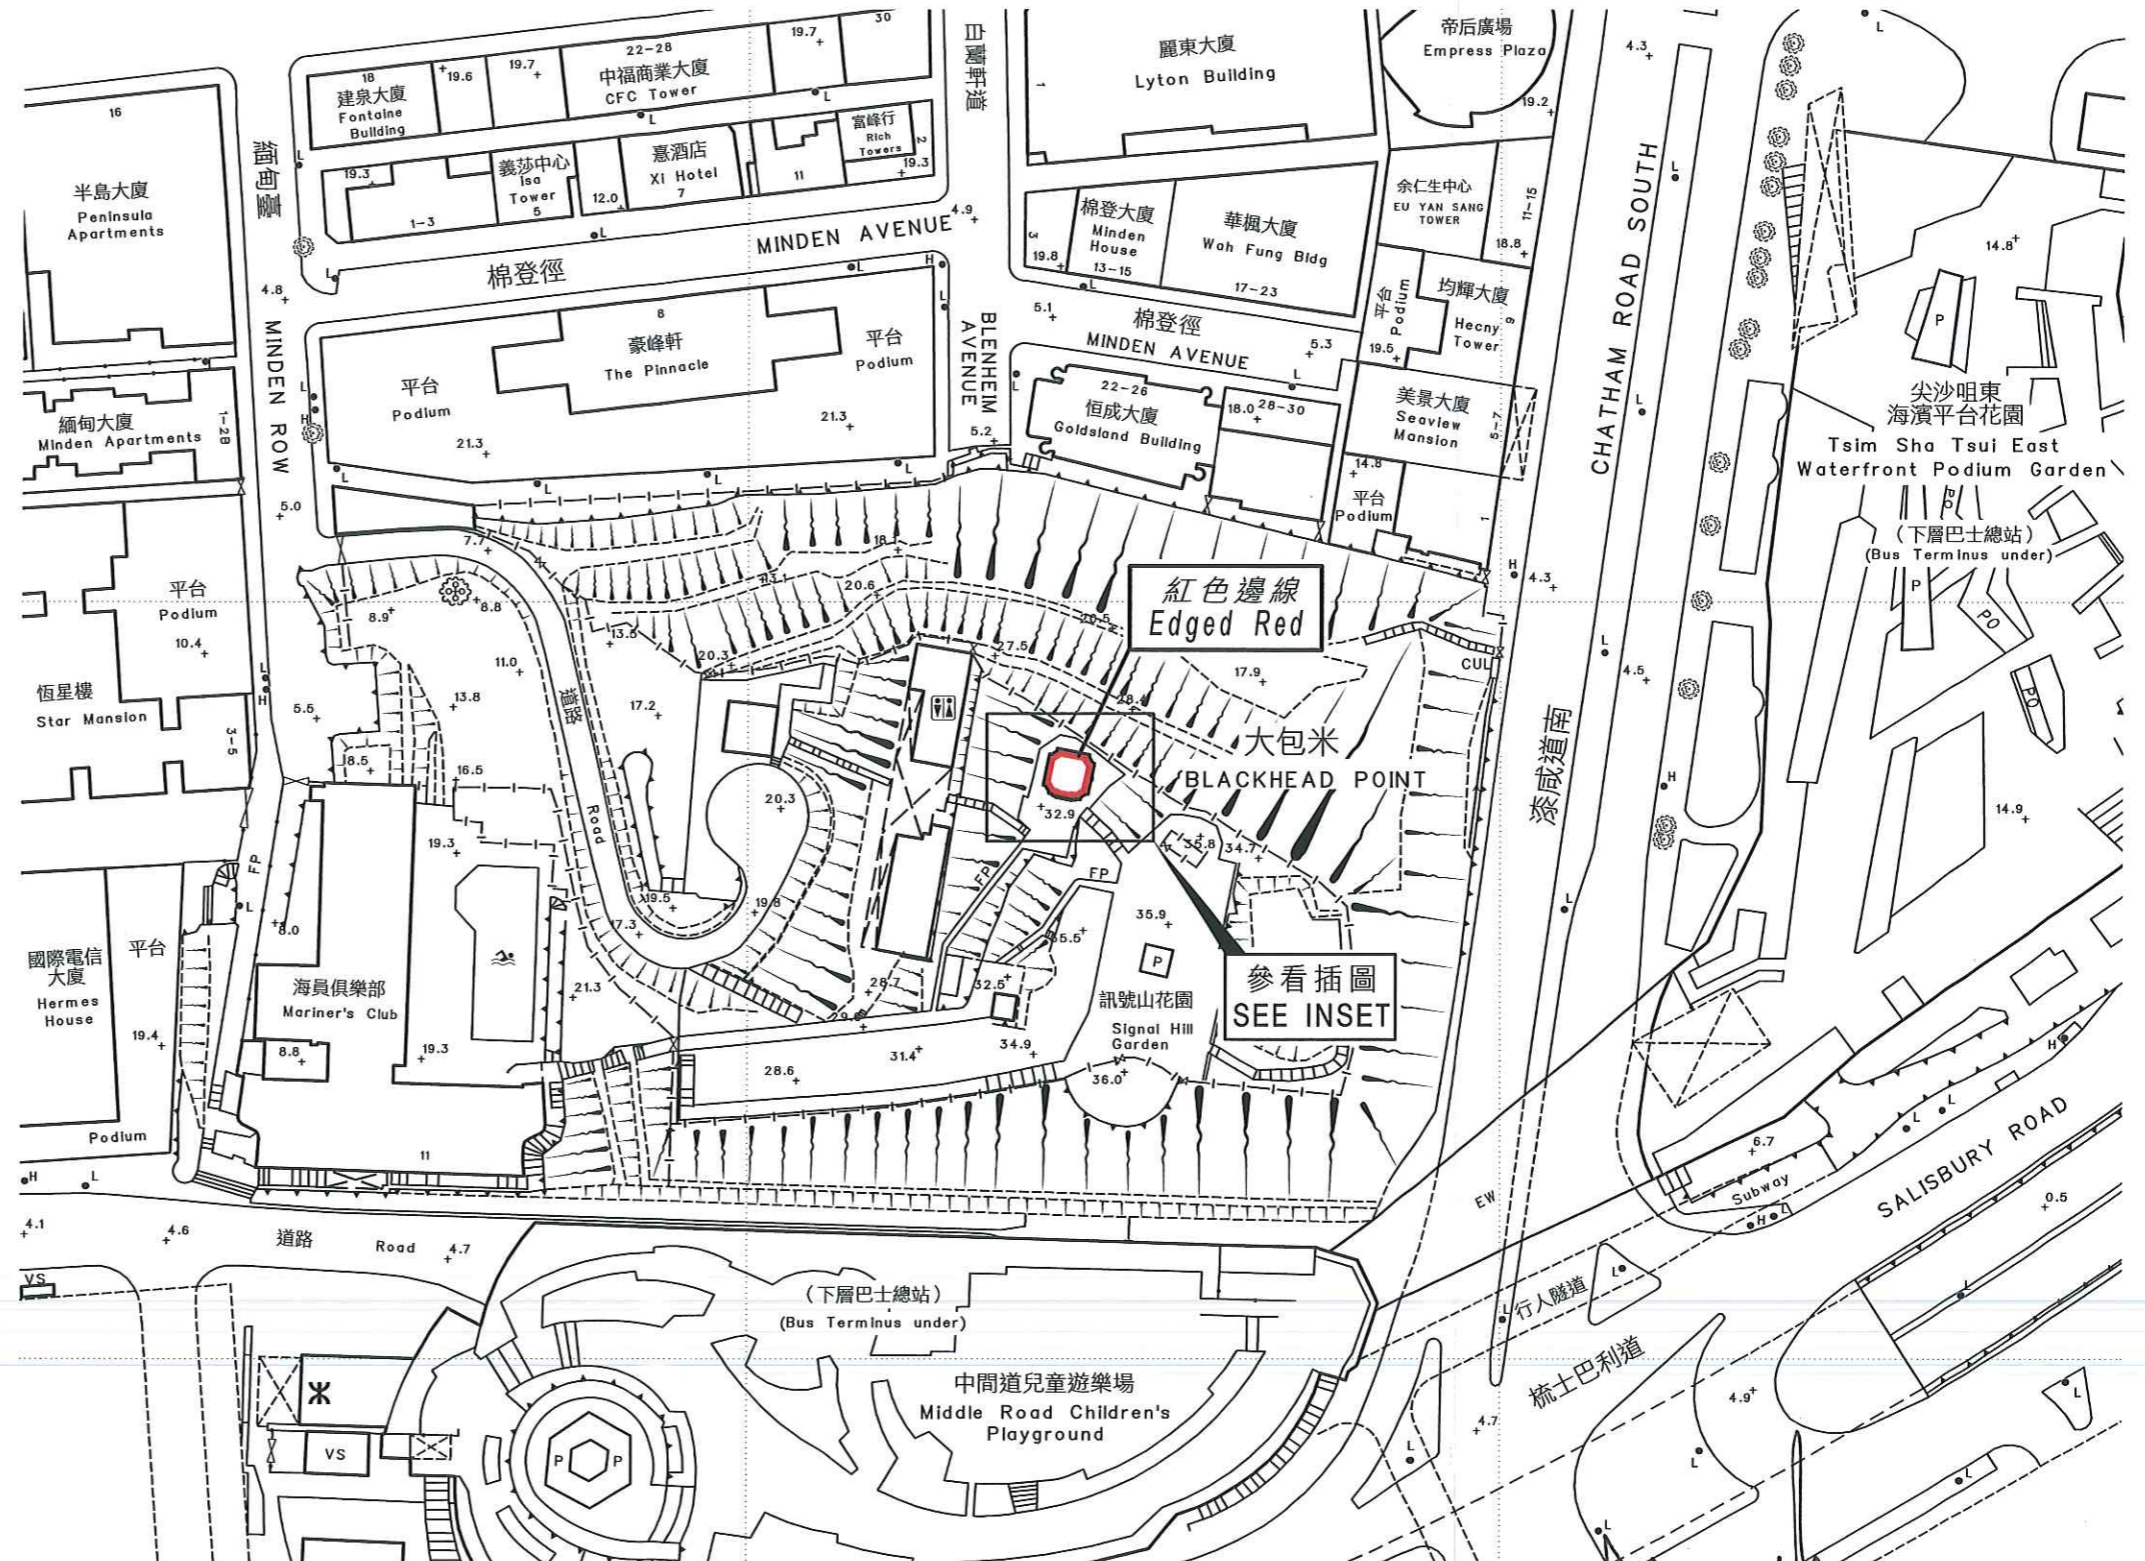 帝后廣場
Empress Plaza
19.2
4.3
L
16
半島大廈
Peninsula
Apartments
緬甸臺
18
建泉大廈
Fontaine
Building
19.6
19.7
22-28
中福商業大廈
CFC Tower
19.7
30
L
L
L
19.3
1-3
義莎中心
Isa
Tower
5
12.0
憙酒店
Xi Hotel
7
11
富峰行
Rich
Towers
2
19.3
麗東大廈
Lyton Building
1
余仁生中心
EU YAN SANG
TOWER
11-15
18.8
棉登大廈
Minden
House
13-15
3
19.8
華楓大廈
Wah Fung Bldg
17-23
MINDEN AVENUE
4.9
棉登徑
L
L
L
H
L
4.8
MINDEN ROW
8
豪峰軒
The Pinnacle
平台
Podium
平台
Podium
21.3
21.3
BLENHEIM
AVENUE
5.1
棉登徑
MINDEN AVENUE
5.3
5.2
22-26
恒成大廈
Goldsland Building
18.0
28-30
L
L
L
平台
Podium
19.5
均輝大廈
Hecny
Tower
9
美景大廈
Seaview
Mansion
5-7
14.8
平台
Podium
1
CHATHAM ROAD SOUTH
L
L
14.8
P
尖沙咀東
海濱平台花園
Tsim Sha Tsui East
Waterfront Podium Garden
(下層巴士總站)
(Bus Terminus under)
PO
P
PO
PO
緬甸大廈
Minden Apartments
1-2B
L
H
L
L
L
L
5.0
平台
Podium
10.4
恆星樓
Star Mansion
3-5
L
H
7.7
8.9
8.8
11.0
13.8
5.5
8.5
16.5
道路
Road
13.5
20.3
20.6
17.2
27.5
紅色邊線
Edged Red
17.9
CUL
H
4.3
L
4.5
大包米
BLACKHEAD POINT
32.9
35.8
34.7
FP
FP
20.3
19.5
19.8
17.3
19.3
21.3
漆咸道南
H
L
14.9
FP
L
8.0
國際電信
大廈
Hermes
House
平台
19.4
Podium
海員俱樂部
Mariner's Club
8.8
19.3
11
28.7
32.5
35.9
P
訊號山花園
Signal Hill
Garden
參看插圖
SEE INSET
28.6
31.4
34.9
36.0
H
L
L
H
6.7
Subway
H
L
SALISBURY ROAD
0.5
EW
H
L
4.1
4.6
道路
Road
4.7
VS
VS
P
P
(下層巴士總站)
(Bus Terminus under)
中間道兒童遊樂場
Middle Road Children's
Playground
L
行人隧道
L
梳士巴利道
4.7
L
4.9
L
L
L
L
L